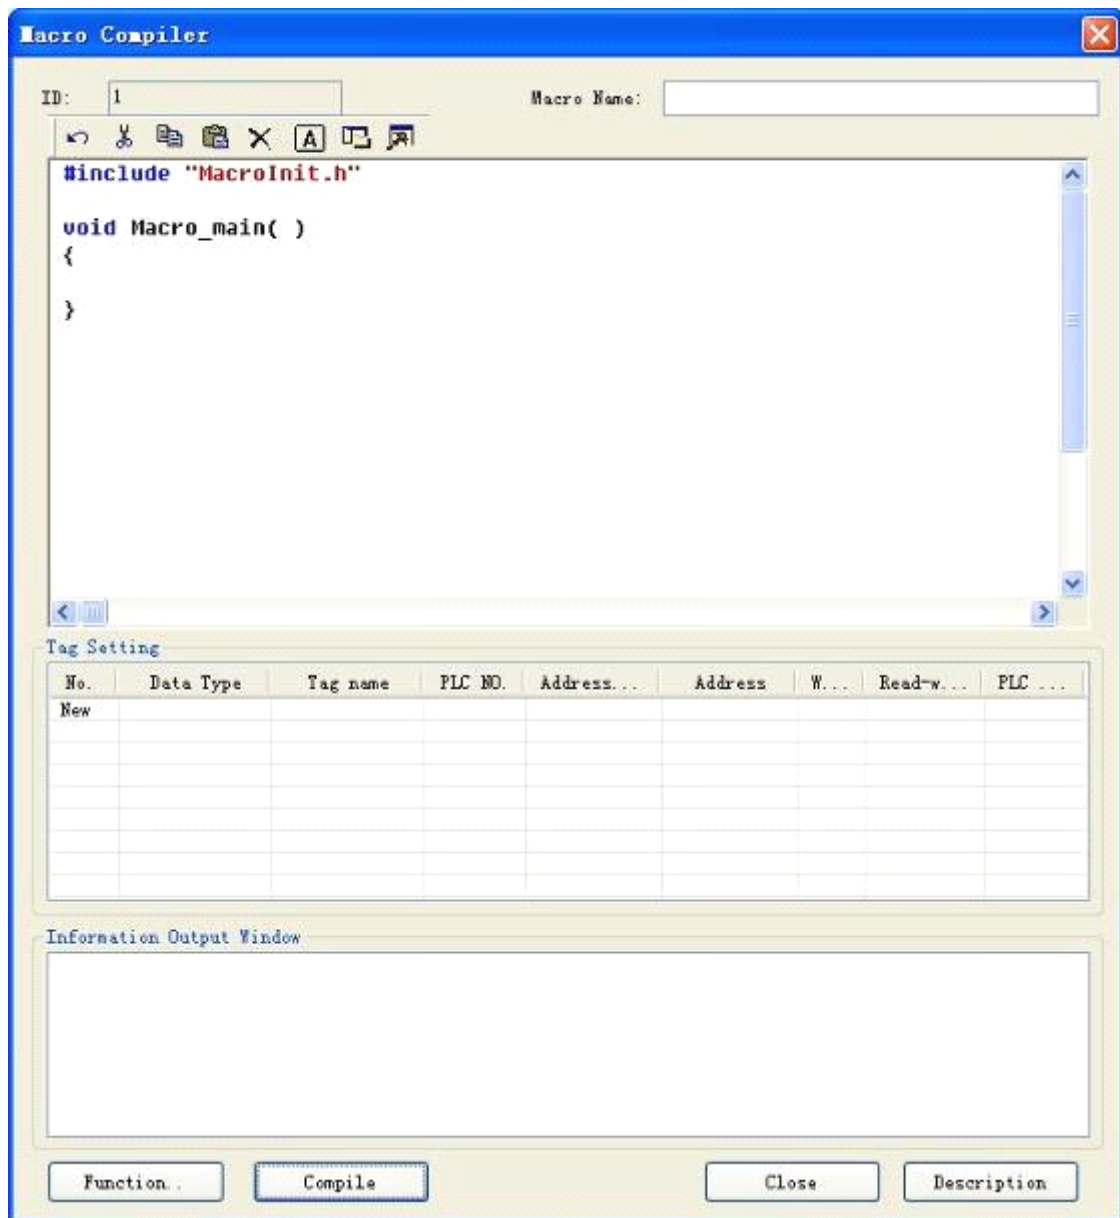 Macro Compiler
ID: 1 Macro Name:
A
#include "MacroInit.h"
void Macro_main( )
{
}
Tag Setting
No. Data Type Tag name PLC NO. Address... Address W... Read-w... PLC ...
New
Information Output Window
Function.. Compile Close Description